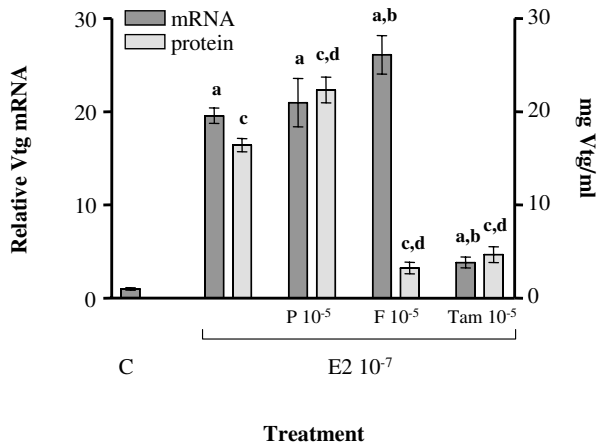 mRNA
protein
30
20
10
0
30
20
10
0
Relative Vtg mRNA
mg Vtg/ml
a
c
a
c,d
a,b
c,d
a,b
c,d
P 10⁻⁵
F 10⁻⁵
Tam 10⁻⁵
C
E2 10⁻⁷
Treatment